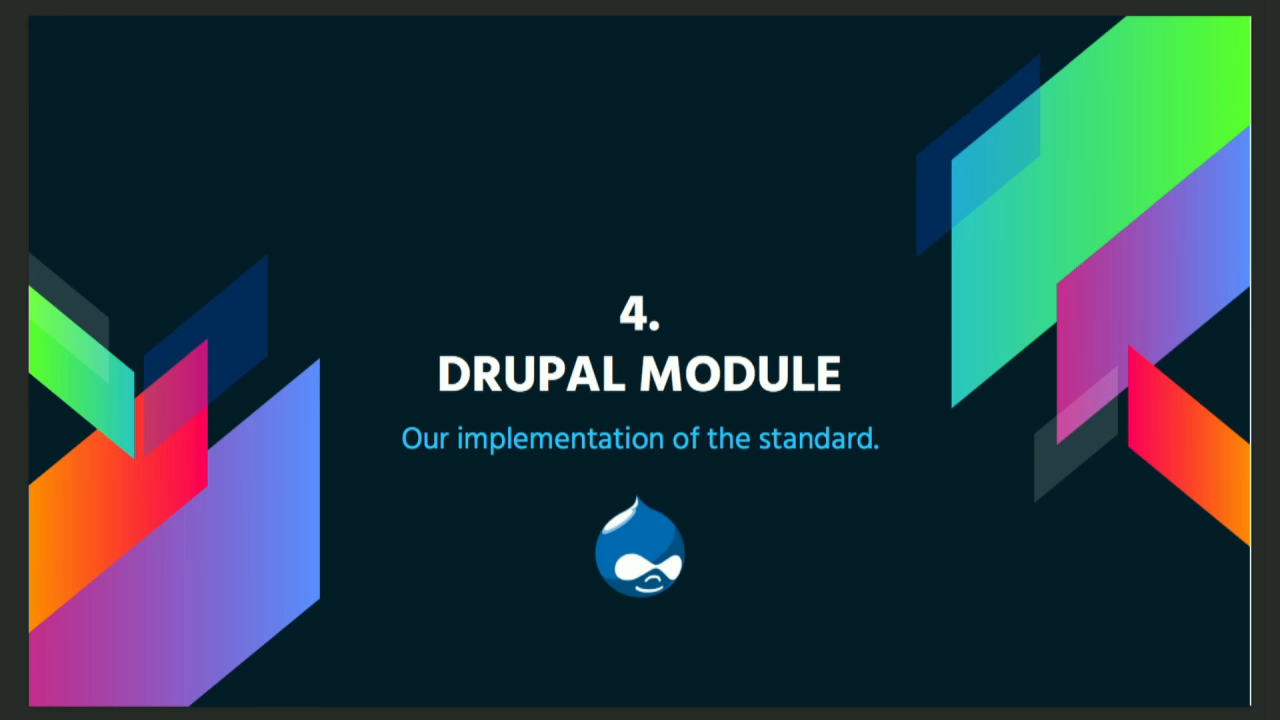 4.
DRUPAL MODULE
Our implementation of the standard.